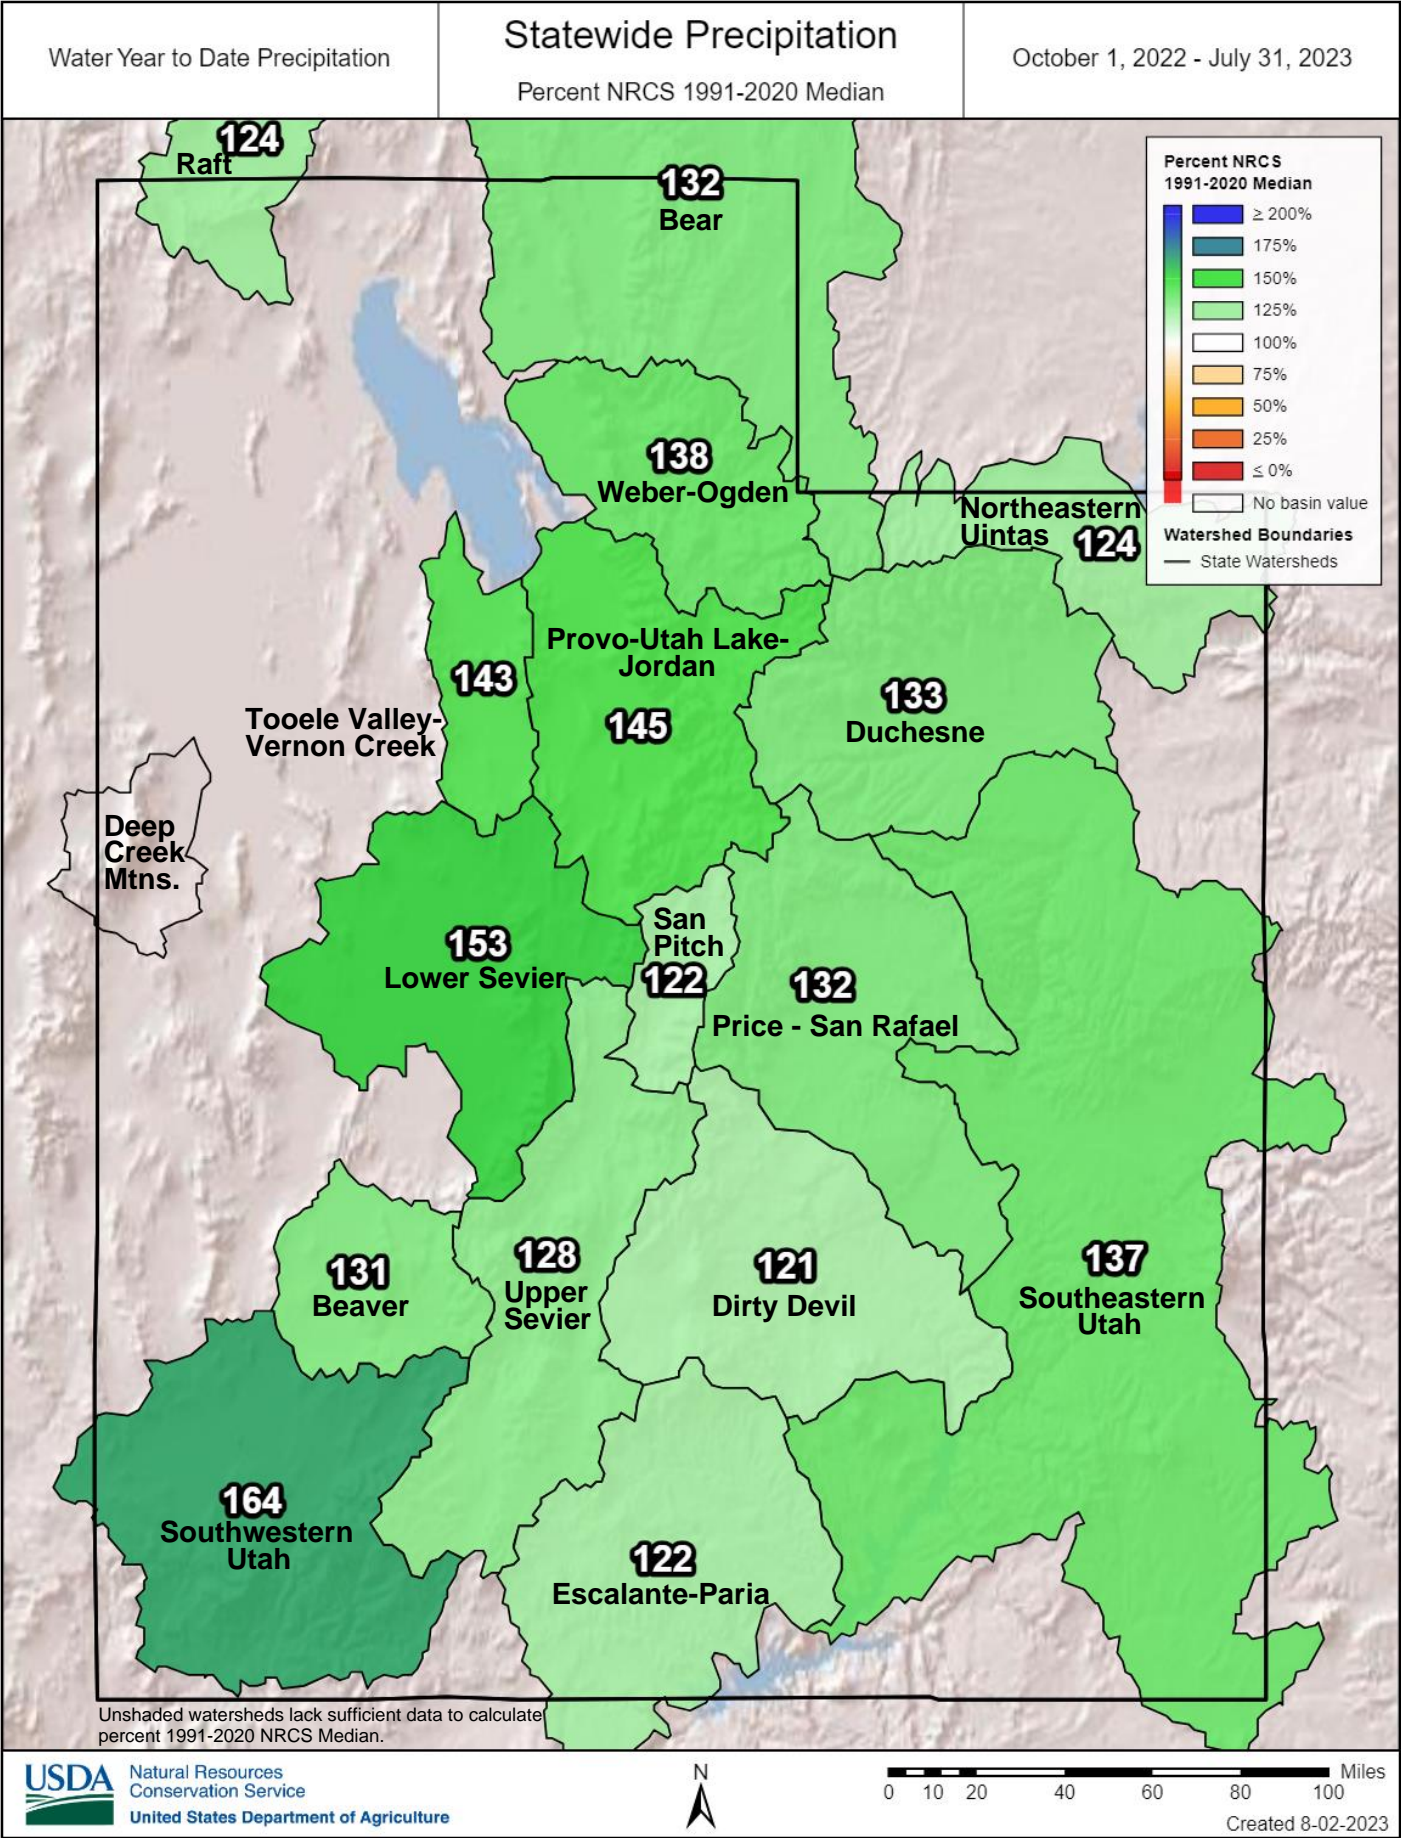 Water Year to Date Precipitation
Statewide Precipitation
Percent NRCS 1991-2020 Median
October 1, 2022 - July 31, 2023
124
Raft
132
Bear
Percent NRCS
1991-2020 Median
≥ 200%
175%
150%
125%
100%
75%
50%
25%
≤ 0%
No basin value
Watershed Boundaries
State Watersheds
138
Weber-Ogden
Northeastern
Uintas
124
Provo-Utah Lake-
Jordan
145
143
Tooele Valley-
Vernon Creek
133
Duchesne
Deep
Creek
Mtns.
153
Lower Sevier
San
Pitch
122
132
Price - San Rafael
131
Beaver
128
Upper
Sevier
121
Dirty Devil
137
Southeastern
Utah
164
Southwestern
Utah
122
Escalante-Paria
Unshaded watersheds lack sufficient data to calculate
percent 1991-2020 NRCS Median.
USDA
Natural Resources
Conservation Service
United States Department of Agriculture
N
Miles
0 10 20 40 60 80 100
Created 8-02-2023